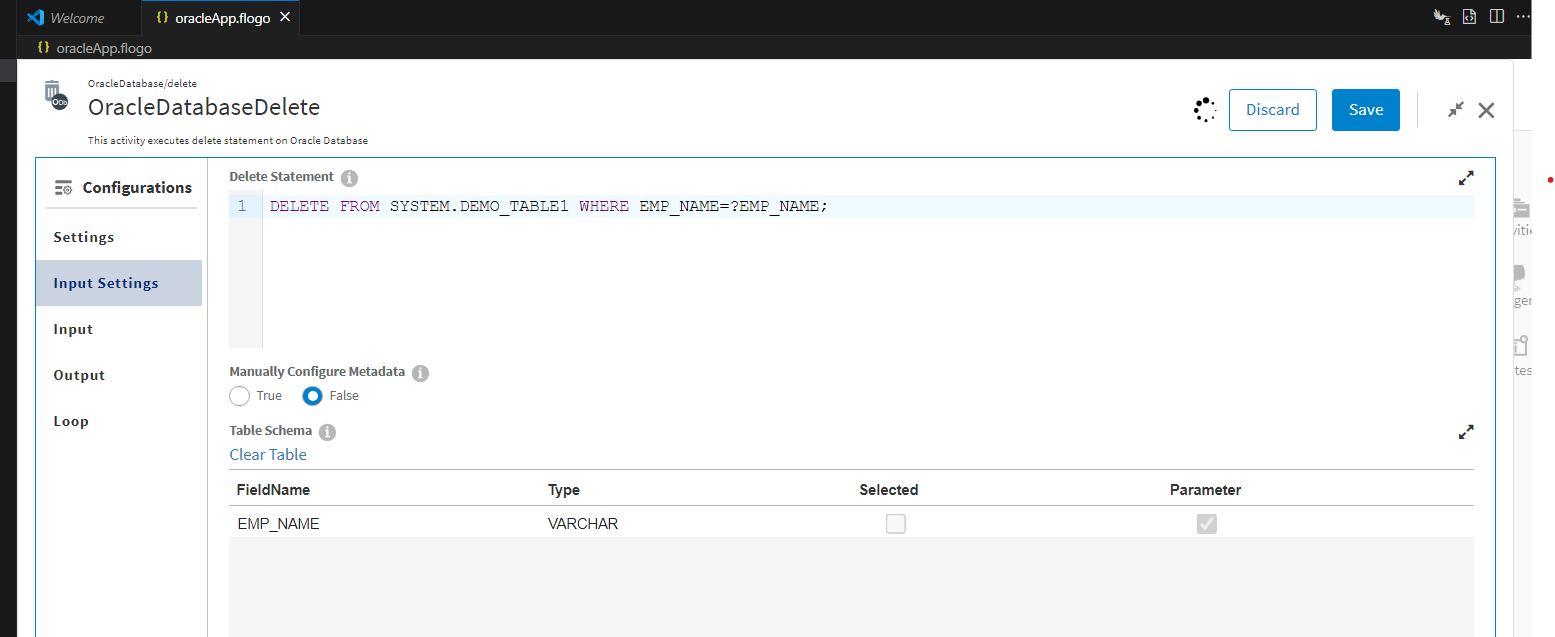 Welcome
{} oracleApp.flogo ×
{} oracleApp.flogo
OracleDatabase/delete
OracleDatabaseDelete
This activity executes delete statement on Oracle Database
Discard
Save
Configurations
Settings
Input Settings
Input
Output
Loop
Delete Statement
1 DELETE FROM SYSTEM.DEMO_TABLE1 WHERE EMP_NAME=?EMP_NAME;
Manually Configure Metadata
True False
Table Schema
Clear Table
FieldName Type Selected Parameter
EMP_NAME VARCHAR